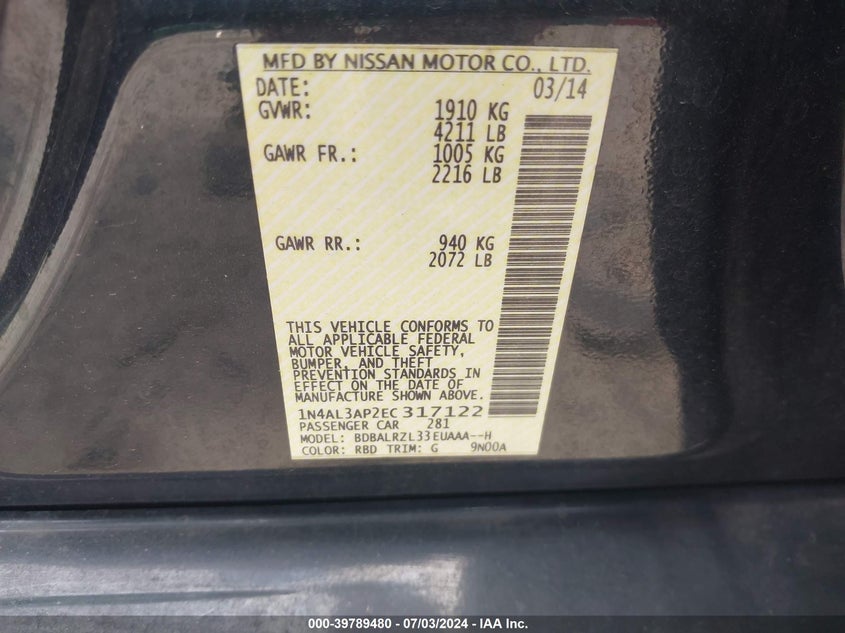 MFD BY NISSAN MOTOR CO., LTD.
DATE: 03/14
GVWR: 1910 KG
4211 LB
GAWR FR.: 1005 KG
2216 LB
GAWR RR.: 940 KG
2072 LB
THIS VEHICLE CONFORMS TO
ALL APPLICABLE FEDERAL
MOTOR VEHICLE SAFETY,
BUMPER, AND THEFT
PREVENTION STANDARDS IN
EFFECT ON THE DATE OF
MANUFACTURE SHOWN ABOVE.
1N4AL3AP2EC317122
PASSENGER CAR 281
MODEL: BDBALRZL33EUAAA--H
COLOR: RBD TRIM: G 9N00A
000-39789480 - 07/03/2024 - IAA Inc.